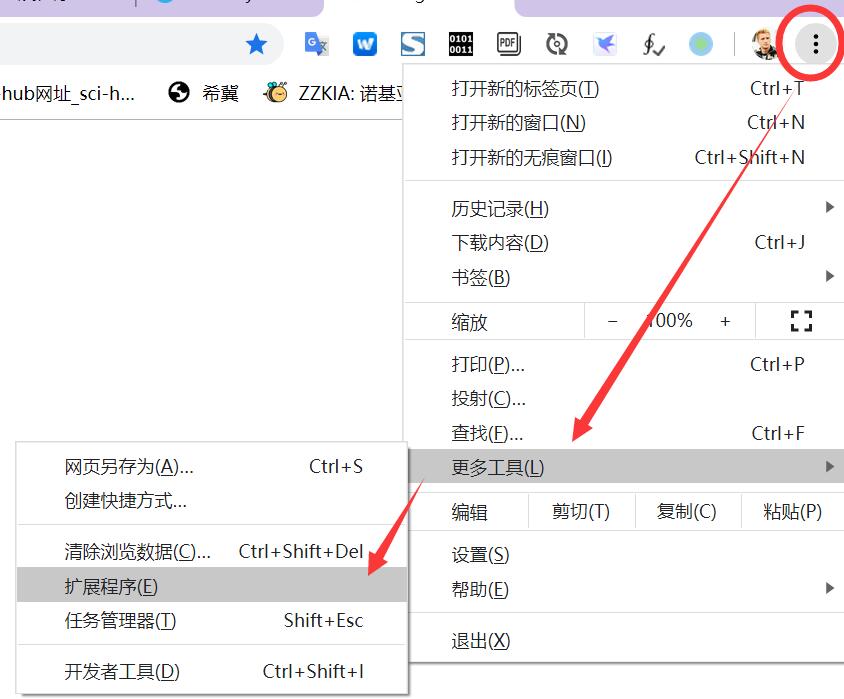 G
W
S
0101
0011
PDF
hub网址_sci-h...
希冀
ZZKIA: 诺基
打开新的标签页(T) Ctrl+T
打开新的窗口(N) Ctrl+N
打开新的无痕窗口(I) Ctrl+Shift+N
历史记录(H)
下载内容(D) Ctrl+J
书签(B)
缩放 − 100% +
打印(P)... Ctrl+P
投射(C)...
查找(F)... Ctrl+F
更多工具(L)
编辑 剪切(T) 复制(C) 粘贴(P)
设置(S)
帮助(E)
退出(X)
网页另存为(A)... Ctrl+S
创建快捷方式...
清除浏览数据(C)... Ctrl+Shift+Del
扩展程序(E)
任务管理器(T) Shift+Esc
开发者工具(D) Ctrl+Shift+I